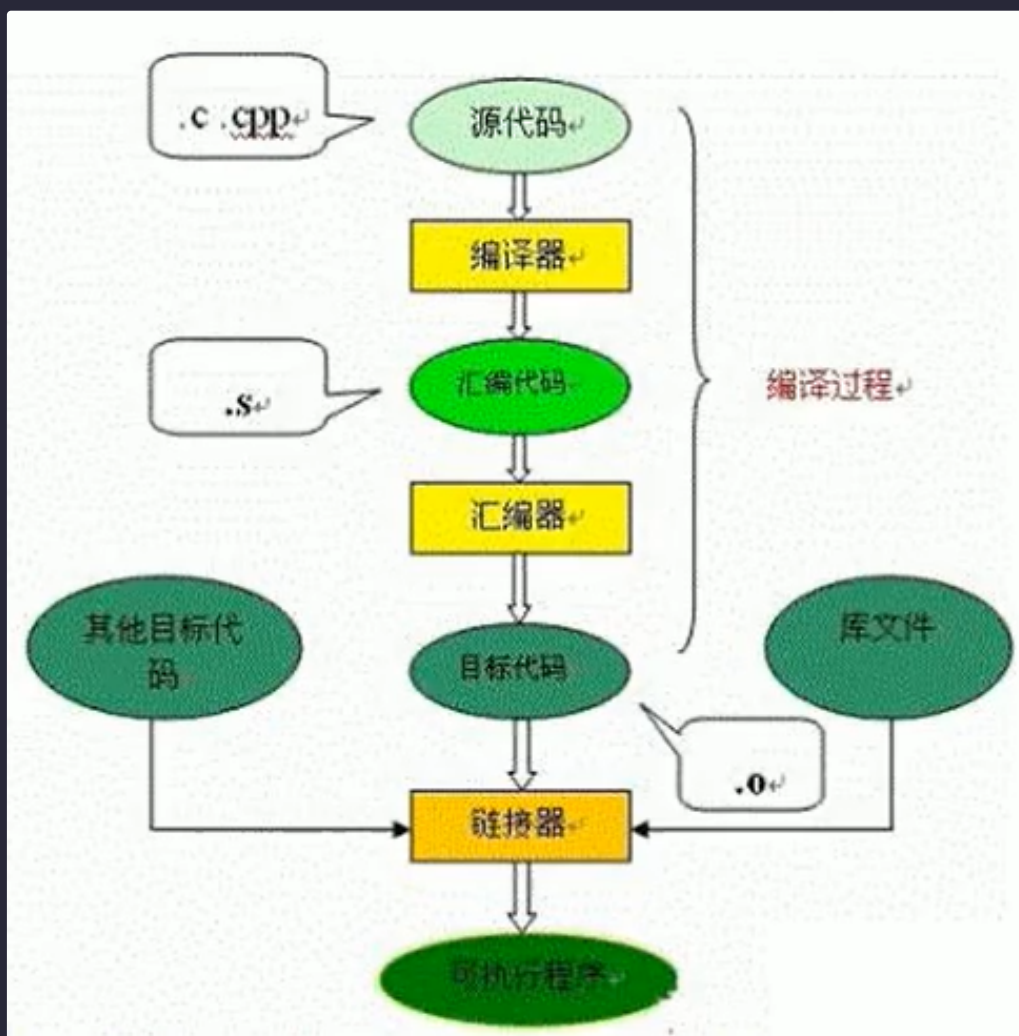 .c .cpp
源代码
编译器
汇编代码
.s
编译过程
汇编器
其他目标代
码
目标代码
库文件
.o
链接器
可执行程序